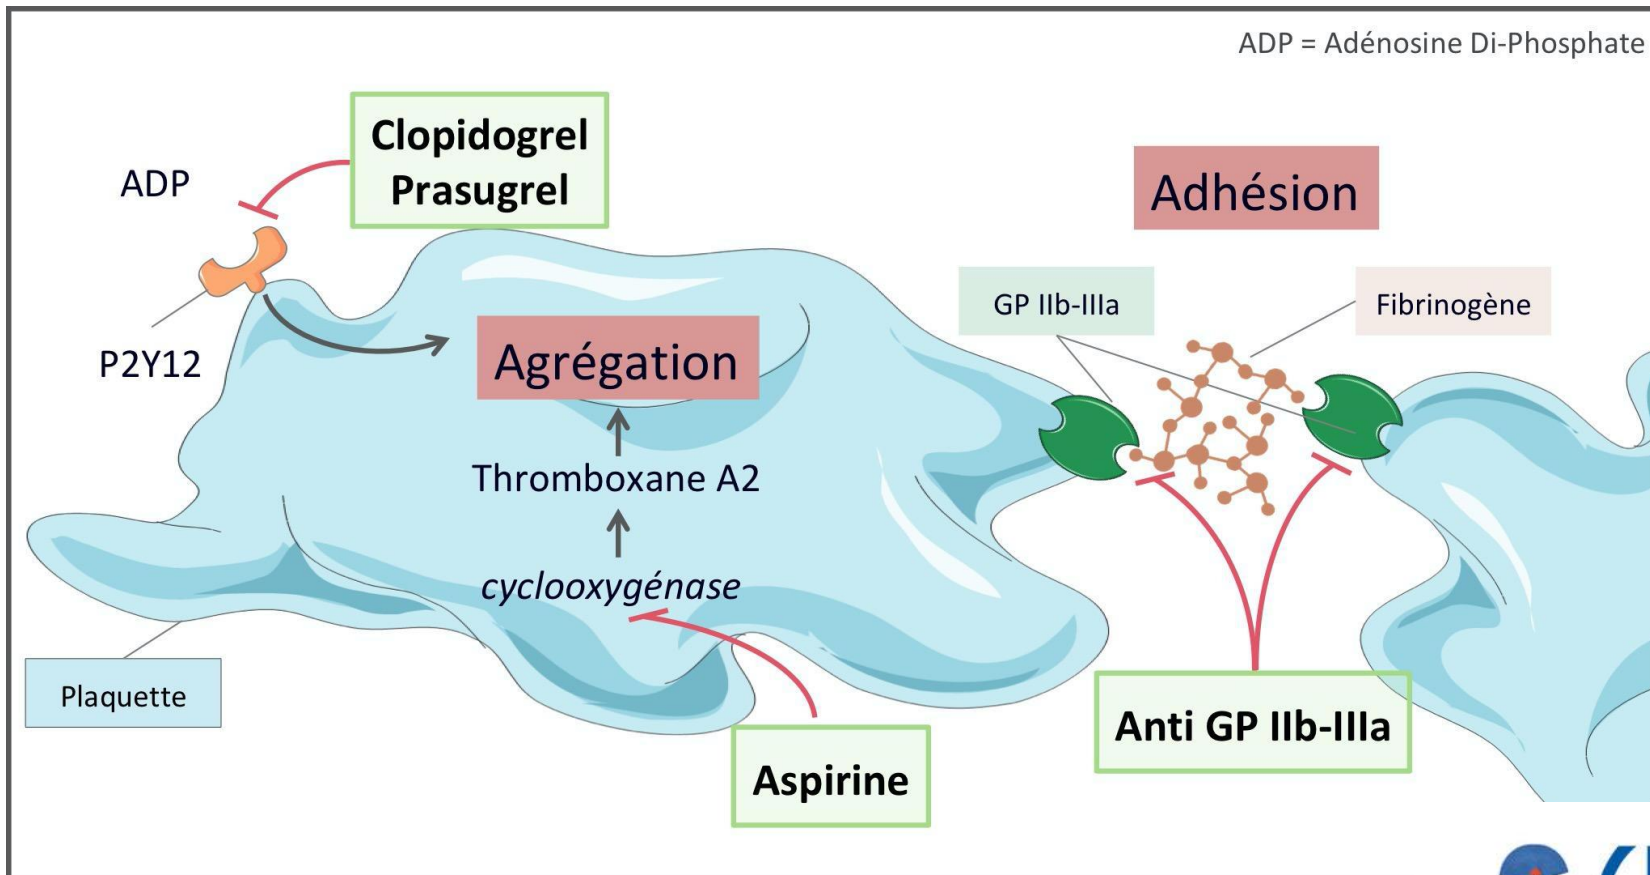 ADP = Adénosine Di-Phosphate
Clopidogrel
Prasugrel
ADP
Adhésion
GP IIb-IIIa
Fibrinogène
P2Y12
Agrégation
Thromboxane A2
cyclooxygénase
Plaquette
Anti GP IIb-IIIa
Aspirine